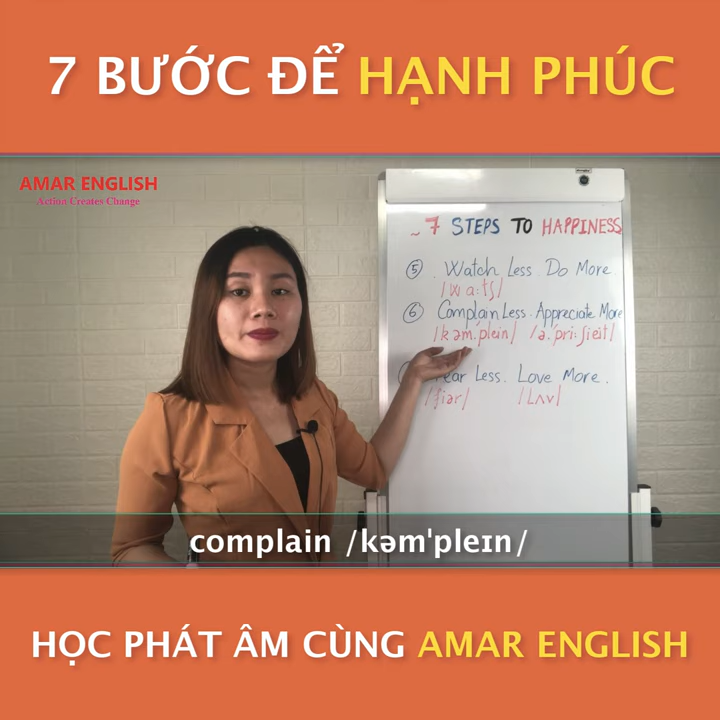 7 BƯỚC ĐỂ HẠNH PHÚC
AMAR ENGLISH
Action Creates Change
~ 7 STEPS TO HAPPINESS
⑤ . Watch Less. Do More.
/wa:tʃ/
⑥ Complain Less. Appreciate More
/kəm.'plein/ /ə.'pri:ʃieit/
Fear Less. Love More.
/fiər/ /lʌv/
complain /kəm'pleɪn/
HỌC PHÁT ÂM CÙNG AMAR ENGLISH